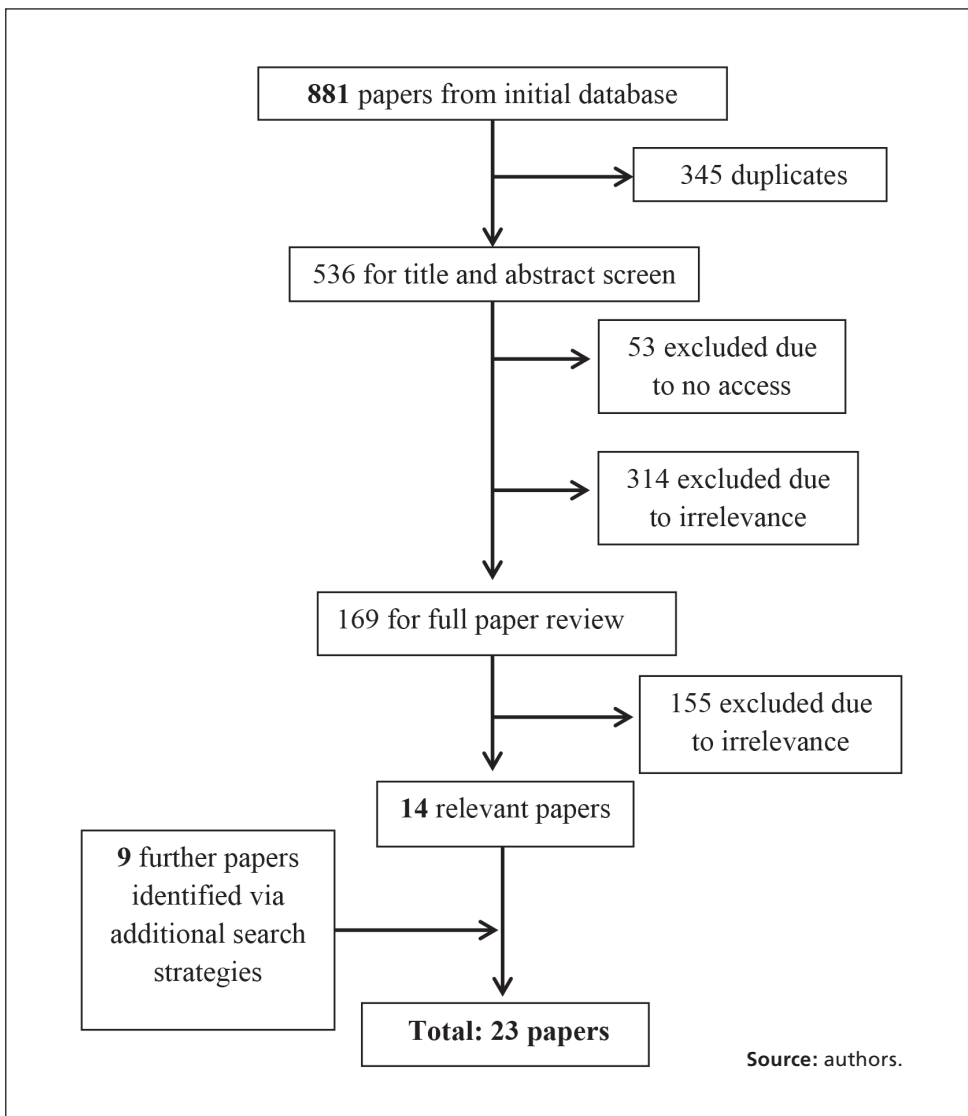 881 papers from initial database
345 duplicates
536 for title and abstract screen
53 excluded due
to no access
314 excluded due
to irrelevance
169 for full paper review
155 excluded due
to irrelevance
14 relevant papers
9 further papers
identified via
additional search
strategies
Total: 23 papers
Source: authors.